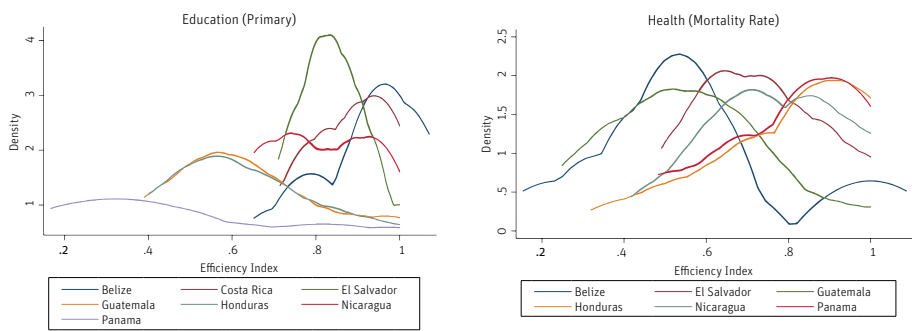 Education (Primary)
4
3
2
1
Density
.2 .4 .6 .8 1
Efficiency Index
Belize Costa Rica El Salvador
Guatemala Honduras Nicaragua
Panama
Health (Mortality Rate)
2.5
2
1.5
1
.5
0
Density
.2 .4 .6 .8 1
Efficiency Index
Belize El Salvador Guatemala
Honduras Nicaragua Panama